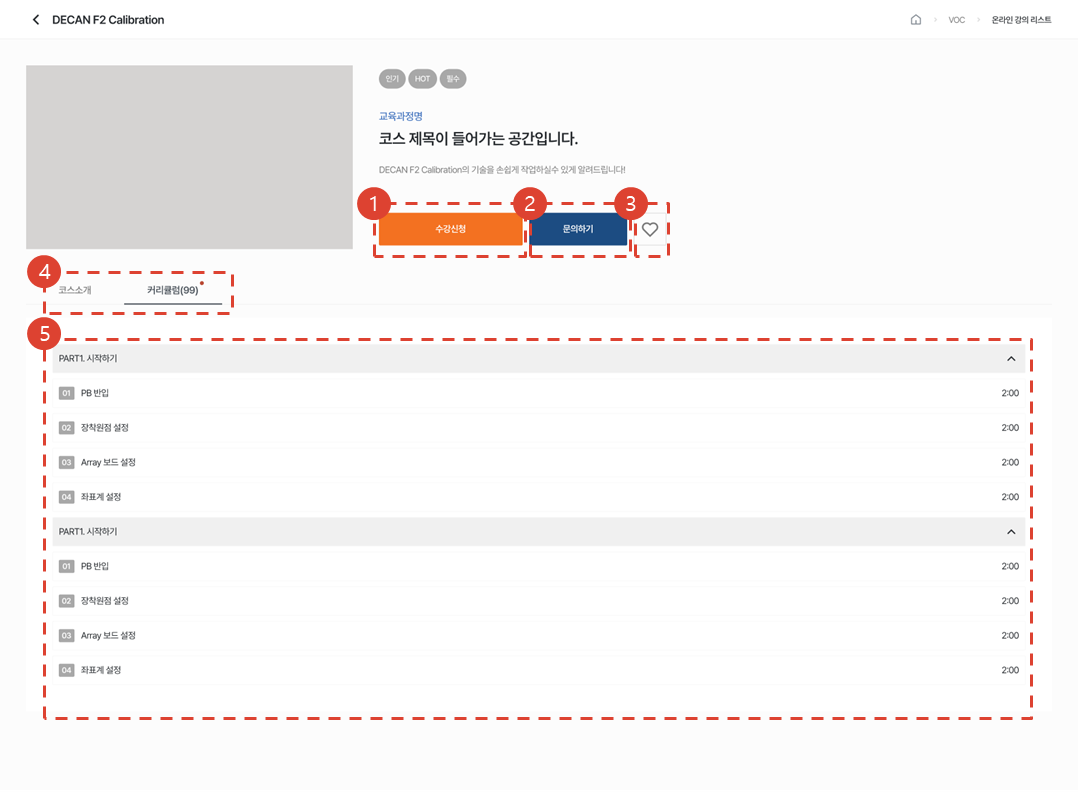 DECAN F2 Calibration
VOC 온라인 강의 리스트
인기 HOT 필수
교육과정명
코스 제목이 들어가는 공간입니다.
DECAN F2 Calibration의 기술을 손쉽게 작업하실수 있게 알려드립니다!
1 2 3
수강신청 문의하기
4
코스소개 커리큘럼(99)
5
PART1. 시작하기
01 PB 반입 2:00
02 장착원점 설정 2:00
03 Array 보드 설정 2:00
04 좌표계 설정 2:00
PART1. 시작하기
01 PB 반입 2:00
02 장착원점 설정 2:00
03 Array 보드 설정 2:00
04 좌표계 설정 2:00